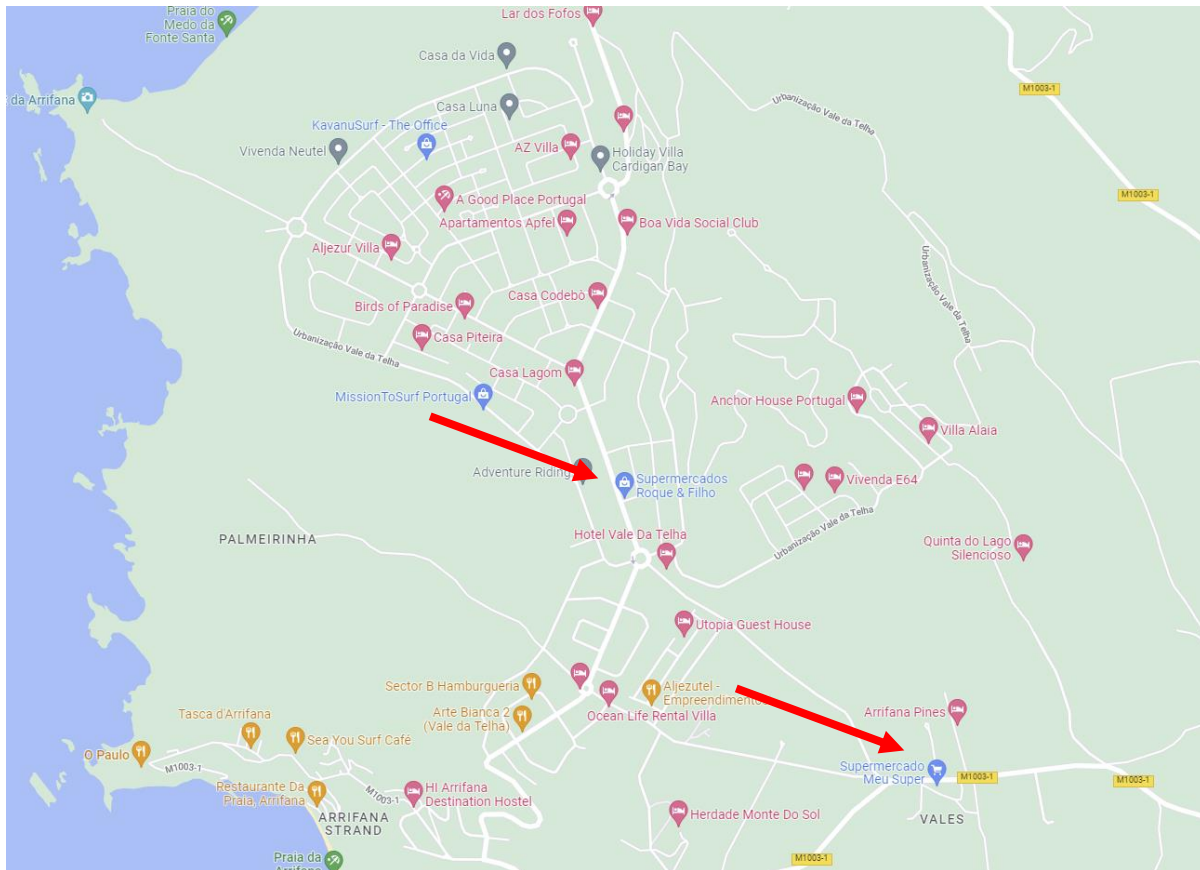 Praia do
Medo da
Fonte Santa
Lar dos Fofos
Casa da Vida
da Arrifana
M1003-1
Casa Luna
Urbanização Vale da Telha
KavanuSurf - The Office
Vivenda Neutel
AZ Villa
Holiday Villa
Cardigan Bay
M1003-1
A Good Place Portugal
Apartamentos Apfel
Boa Vida Social Club
Aljezur Villa
Urbanização Vale da Telha
Casa Codebò
Birds of Paradise
Casa Piteira
Urbanização Vale da Telha
Casa Lagom
MissionToSurf Portugal
Anchor House Portugal
Villa Alaia
Adventure Riding
Supermercados
Roque & Filho
Vivenda E64
Urbanização Vale da Telha
PALMEIRINHA
Hotel Vale Da Telha
Quinta do Lago
Silencioso
Utopia Guest House
Sector B Hamburgueria
Aljezutel -
Empreendimento
Tasca d'Arrifana
Arte Bianca 2
(Vale da Telha)
Ocean Life Rental Villa
Arrifana Pines
O Paulo
Sea You Surf Café
M1003-1
Supermercado
Meu Super
M1003-1
M1003-1
Restaurante Da
Praia, Arrifana
M1003-1
HI Arrifana
Destination Hostel
ARRIFANA
STRAND
Herdade Monte Do Sol
VALES
M1003-1
Praia da
Arrifana